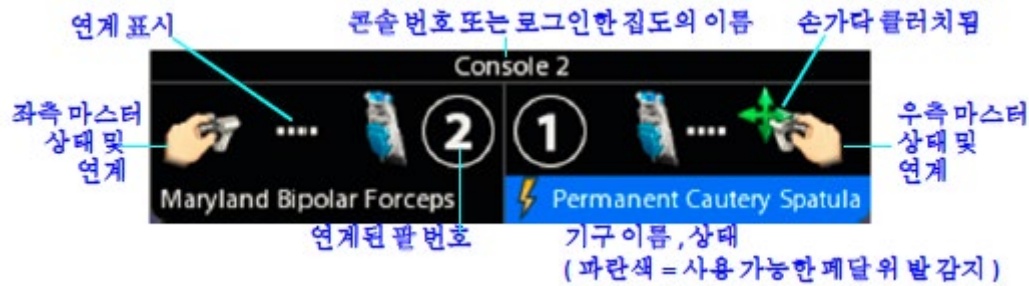 연계 표시
콘솔 번호 또는 로그인한 집도의 이름
손가락 클러치됨
Console 2
좌측 마스터
상태 및
연계
2
1
우측 마스터
상태 및
연계
Maryland Bipolar Forceps
Permanent Cautery Spatula
연계된 팔 번호
기구 이름 , 상태
( 파란색 = 사용 가능한 페달 위 발 감지 )